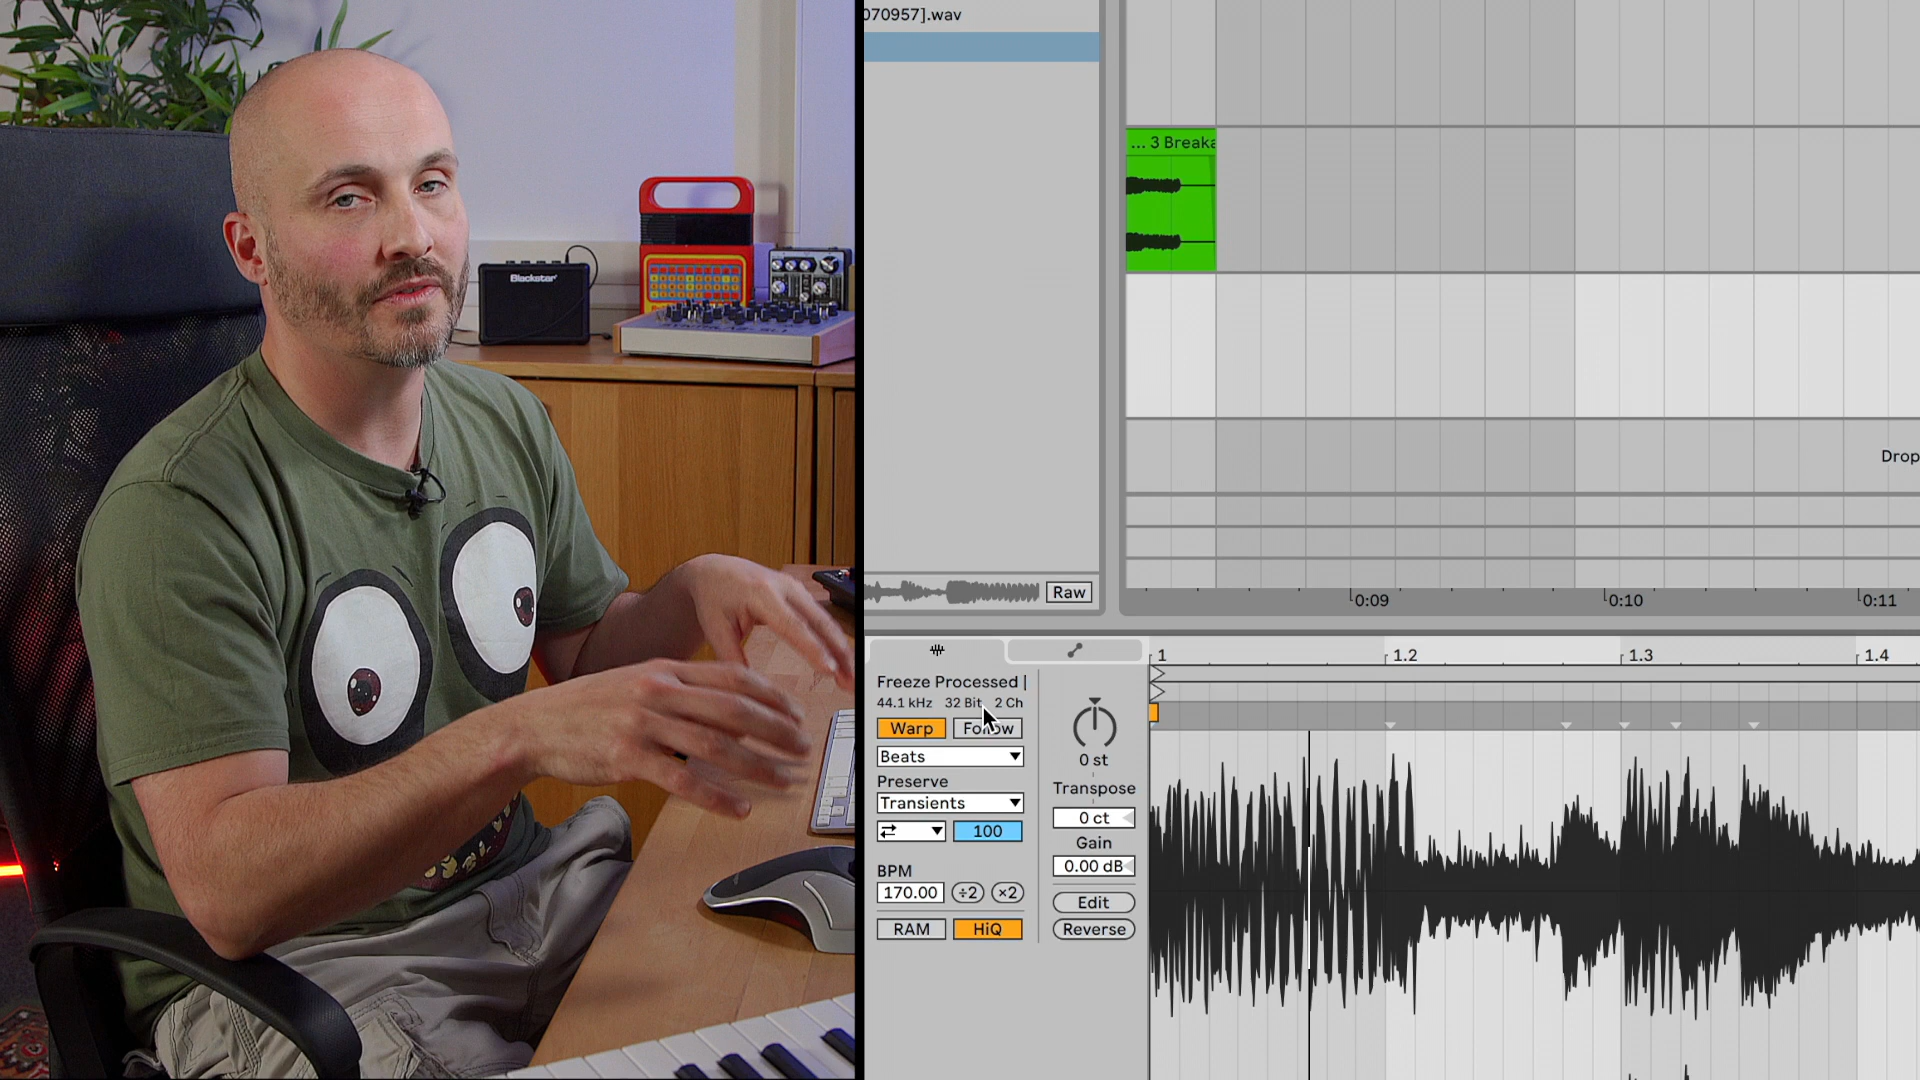 Blackstar
070957].wav
... 3 Breaka
Drop
Raw
0:09
0:10
0:11
1
1.2
1.3
1.4
Freeze Processed [
44.1 kHz 32 Bit 2 Ch
Warp
Follow
0 st
Beats
Preserve
Transpose
Transients
0 ct
100
Gain
0.00 dB
BPM
170.00
÷2
×2
Edit
RAM
HiQ
Reverse